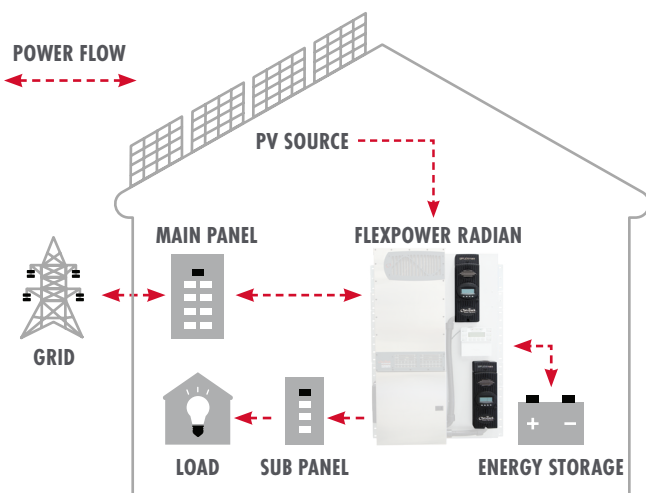 POWER FLOW
PV SOURCE
MAIN PANEL
FLEXPOWER RADIAN
GRID
LOAD
SUB PANEL
ENERGY STORAGE
+ −